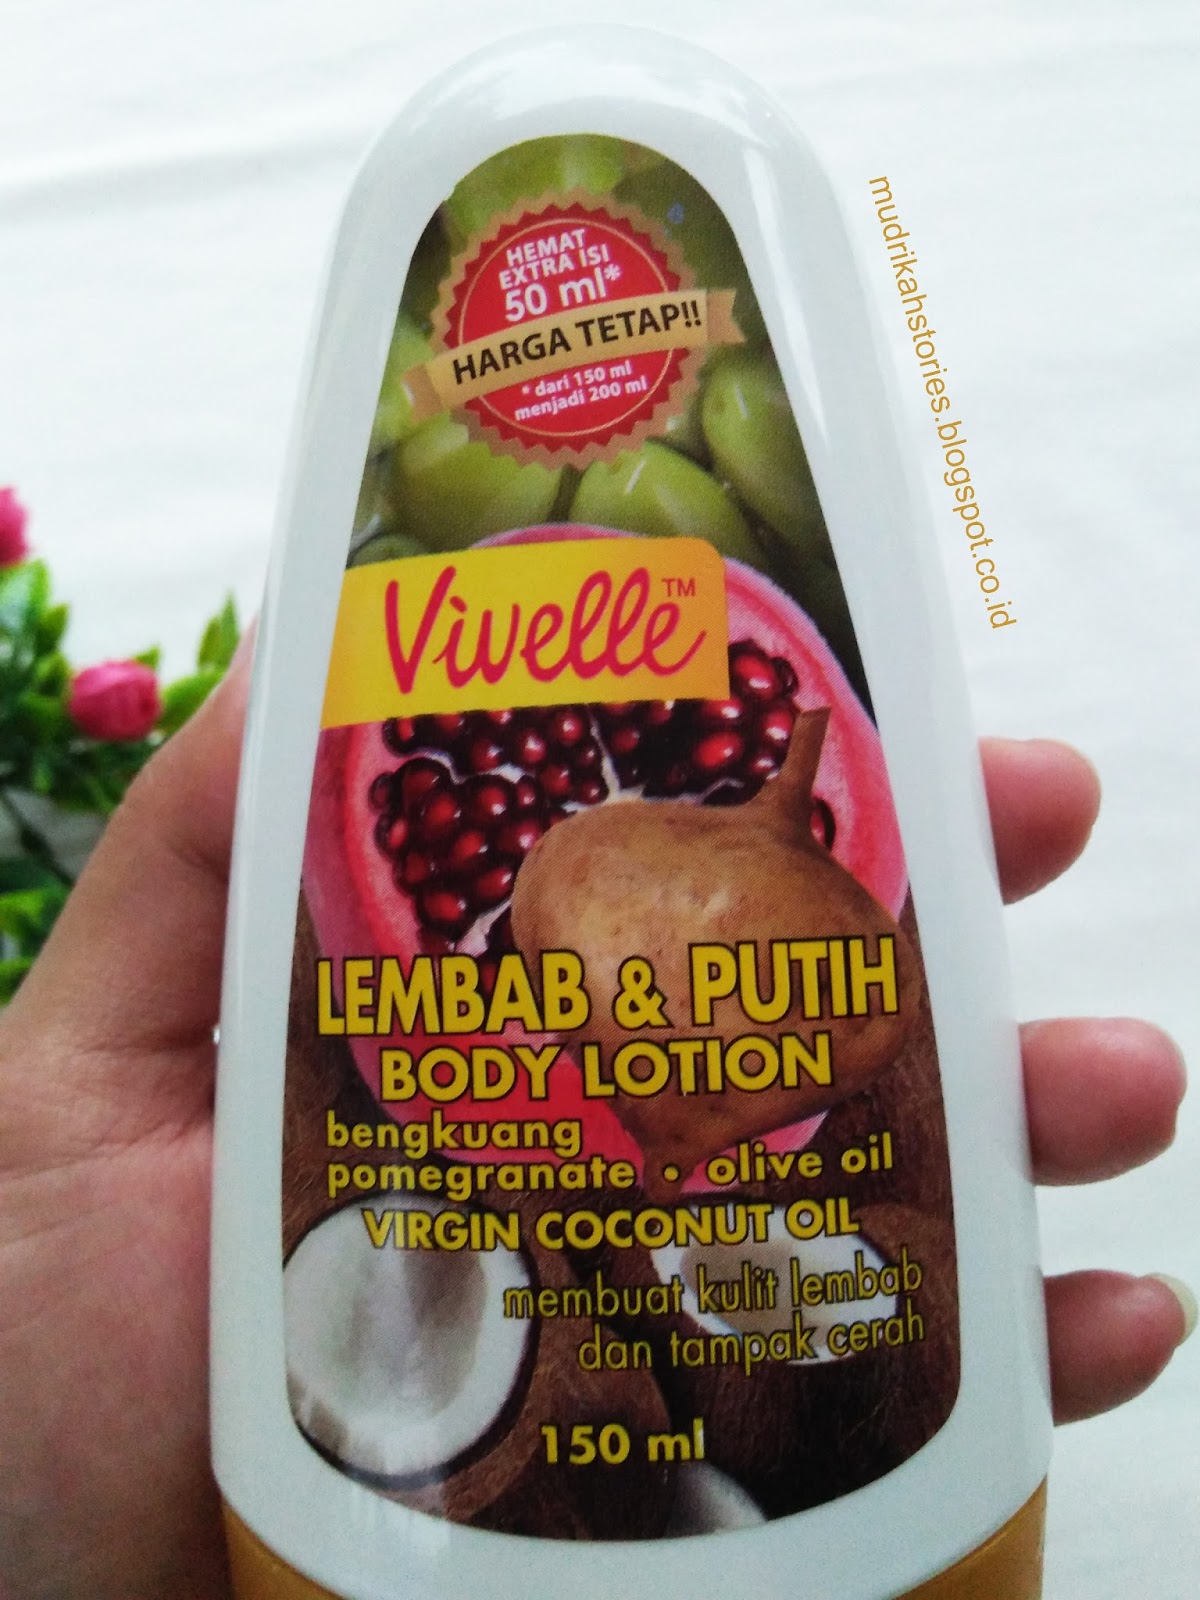 HEMAT
EXTRA ISI
50 ml*
HARGA TETAP!!
* dari 150 ml
menjadi 200 ml
Vivelle™
LEMBAB & PUTIH
BODY LOTION
bengkuang
pomegranate • olive oil
VIRGIN COCONUT OIL
membuat kulit lembab
dan tampak cerah
150 ml
mudrikahstories.blogspot.co.id